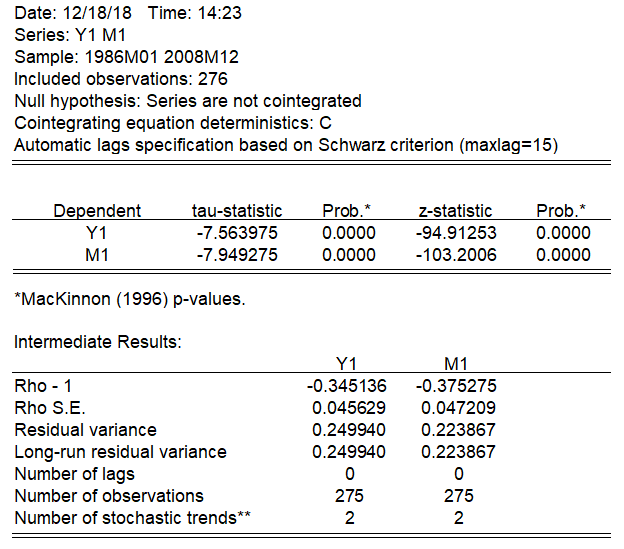 Date: 12/18/18 Time: 14:23
Series: Y1 M1
Sample: 1986M01 2008M12
Included observations: 276
Null hypothesis: Series are not cointegrated
Cointegrating equation deterministics: C
Automatic lags specification based on Schwarz criterion (maxlag=15)
Dependent tau-statistic Prob.* z-statistic Prob.*
Y1 -7.563975 0.0000 -94.91253 0.0000
M1 -7.949275 0.0000 -103.2006 0.0000
*MacKinnon (1996) p-values.
Intermediate Results:
Y1 M1
Rho - 1 -0.345136 -0.375275
Rho S.E. 0.045629 0.047209
Residual variance 0.249940 0.223867
Long-run residual variance 0.249940 0.223867
Number of lags 0 0
Number of observations 275 275
Number of stochastic trends** 2 2